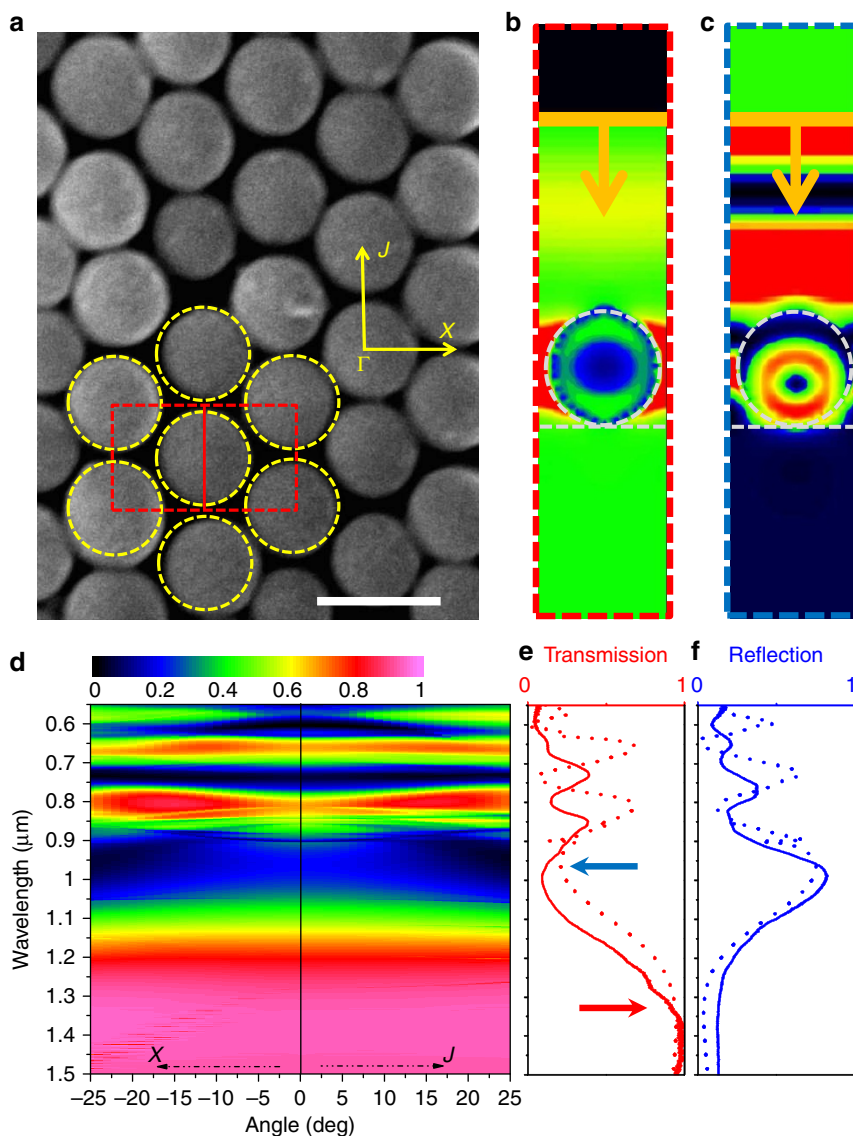 a
b
c
J
X
Γ
d
e
Transmission
f
Reflection
0 0.2 0.4 0.6 0.8 1
0 1
0 1
0.6
0.7
0.8
0.9
1
1.1
1.2
1.3
1.4
1.5
Wavelength (μm)
X
J
–25 –20 –15 –10 –5 0 5 10 15 20 25
Angle (deg)